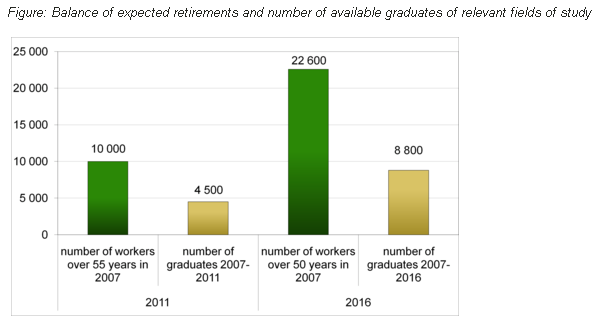 Figure: Balance of expected retirements and number of available graduates of relevant fields of study
25 000
20 000
15 000
10 000
5 000
0
10 000
4 500
22 600
8 800
number of workers
over 55 years in
2007
number of
graduates 2007-
2011
number of workers
over 50 years in
2007
number of
graduates 2007-
2016
2011
2016